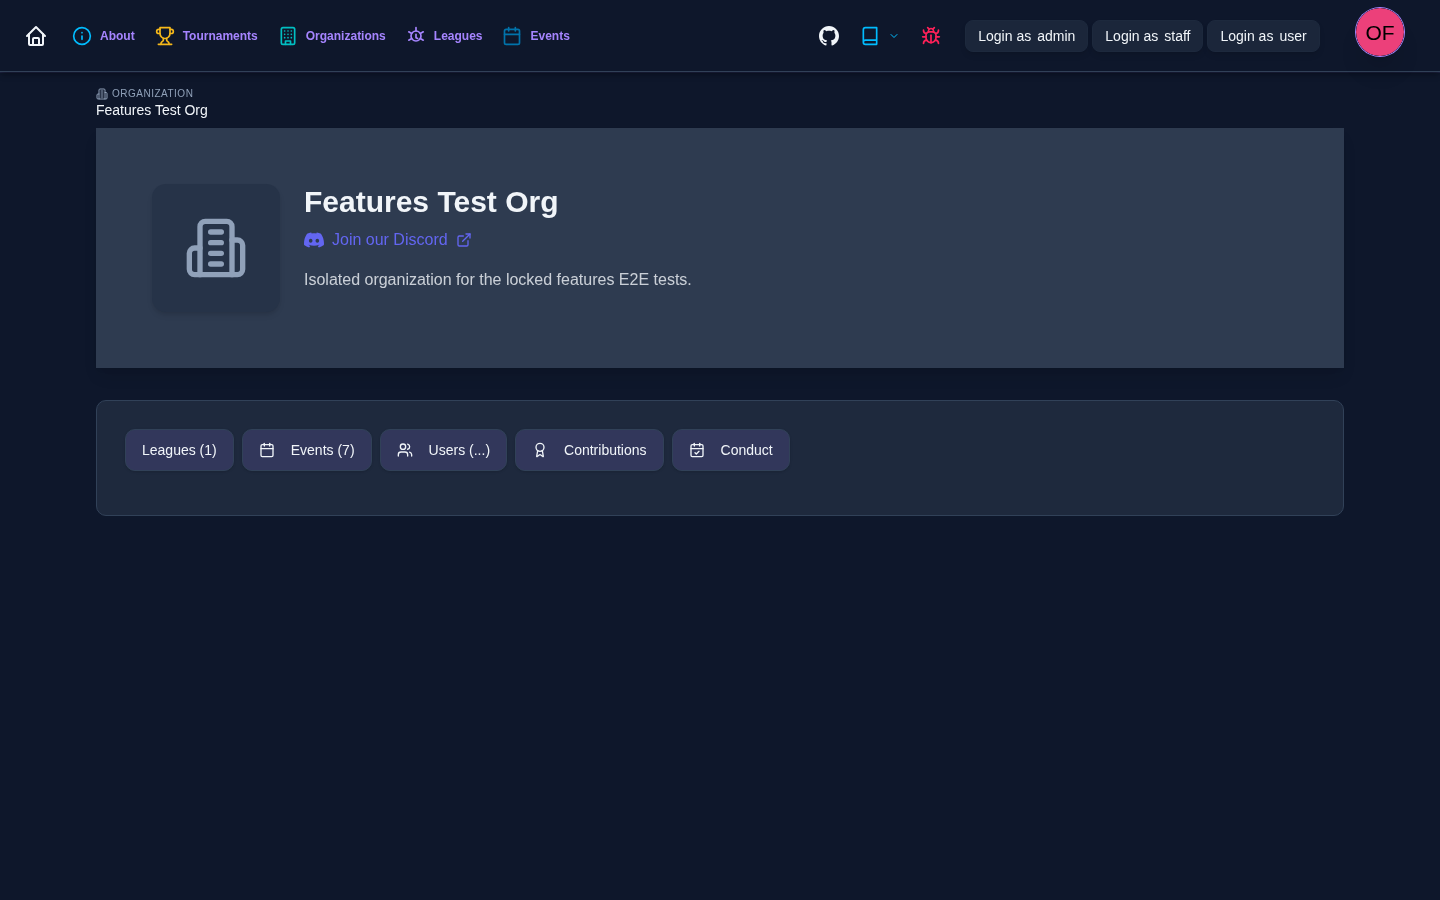 About Tournaments Organizations Leagues Events Login as admin Login as staff Login as user OF
ORGANIZATION
Features Test Org
Features Test Org
Join our Discord
Isolated organization for the locked features E2E tests.
Leagues (1) Events (7) Users (...) Contributions Conduct